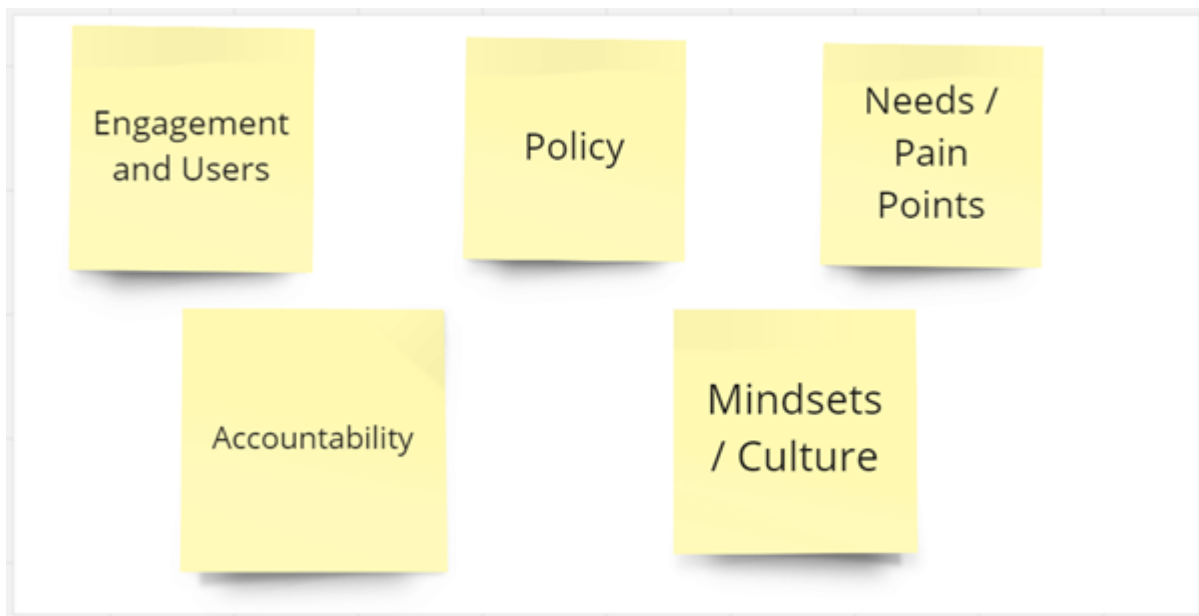 Engagement
and Users
Policy
Needs /
Pain
Points
Accountability
Mindsets
/ Culture